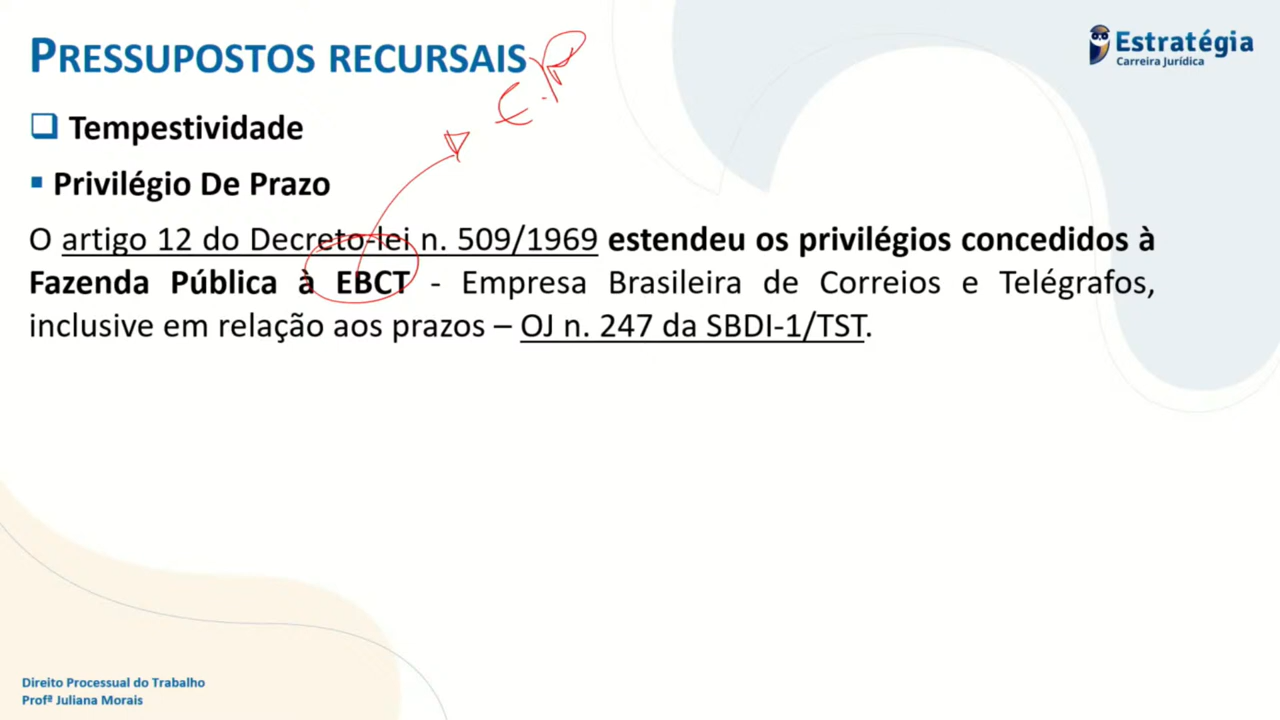 PRESSUPOSTOS RECURSAIS
E.P
Estratégia
Carreira Jurídica
Tempestividade
Privilégio De Prazo
O artigo 12 do Decreto-lei n. 509/1969 estendeu os privilégios concedidos à
Fazenda Pública à EBCT - Empresa Brasileira de Correios e Telégrafos,
inclusive em relação aos prazos – OJ n. 247 da SBDI-1/TST.
Direito Processual do Trabalho
Profª Juliana Morais